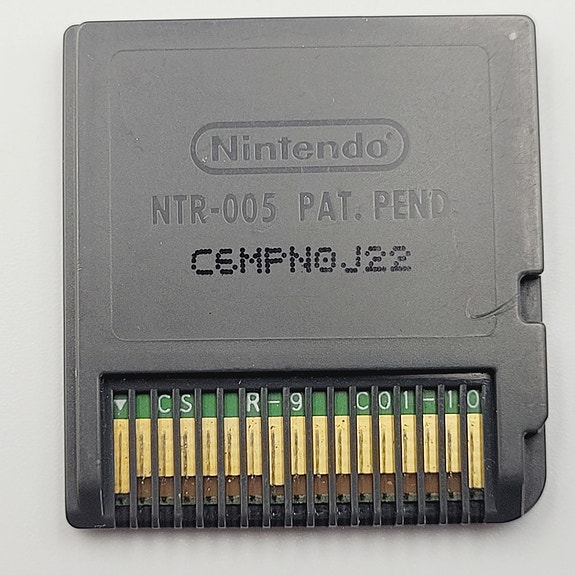 Nintendo®
NTR-005 PAT. PEND.
C6MPN0J22
▼ CS R-9 C01-10